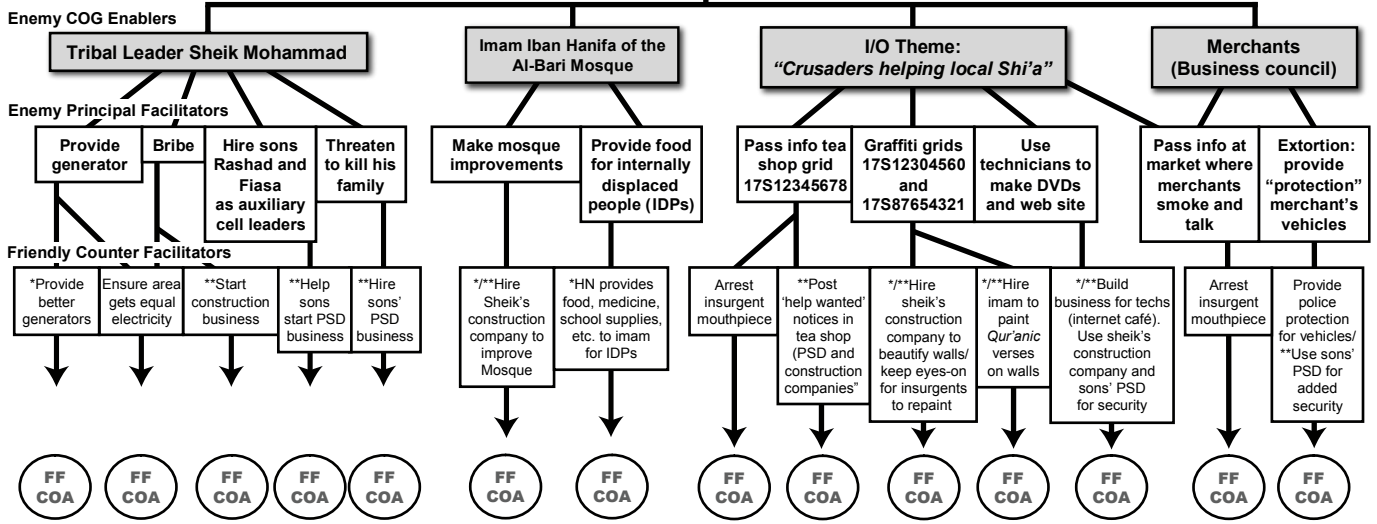 Enemy COG Enablers
Tribal Leader Sheik Mohammad
Imam Iban Hanifa of the
Al-Bari Mosque
I/O Theme:
"Crusaders helping local Shi'a"
Merchants
(Business council)
Enemy Principal Facilitators
Provide
generator
Bribe
Hire sons
Rashad and
Fiasa
as auxiliary
cell leaders
Threaten
to kill his
family
Make mosque
improvements
Provide food
for internally
displaced
people (IDPs)
Pass info tea
shop grid
17S12345678
Graffiti grids
17S12304560
and
17S87654321
Use
technicians to
make DVDs
and web site
Pass info at
market where
merchants
smoke and
talk
Extortion:
provide
“protection”
merchant’s
vehicles
Friendly Counter Facilitators
*Provide
better
generators
Ensure area
gets equal
electricity
**Start
construction
business
**Help
sons
start PSD
business
**Hire
sons’
PSD
business
*/**Hire
Sheik’s
construction
company to
improve
Mosque
*HN provides
food, medicine,
school supplies,
etc. to imam
for IDPs
Arrest
insurgent
mouthpiece
**Post
‘help wanted’
notices in
tea shop
(PSD and
construction
companies”
*/**Hire
sheik’s
construction
company to
beautify walls/
keep eyes-on
for insurgents
to repaint
*/**Hire
imam to
paint
Qur’anic
verses
on walls
*/**Build
business for techs
(internet café).
Use sheik’s
construction
company and
sons’ PSD
for security
Arrest
insurgent
mouthpiece
Provide
police
protection
for vehicles/
**Use sons’
PSD for
added
security
FF
COA
FF
COA
FF
COA
FF
COA
FF
COA
FF
COA
FF
COA
FF
COA
FF
COA
FF
COA
FF
COA
FF
COA
FF
COA
FF
COA